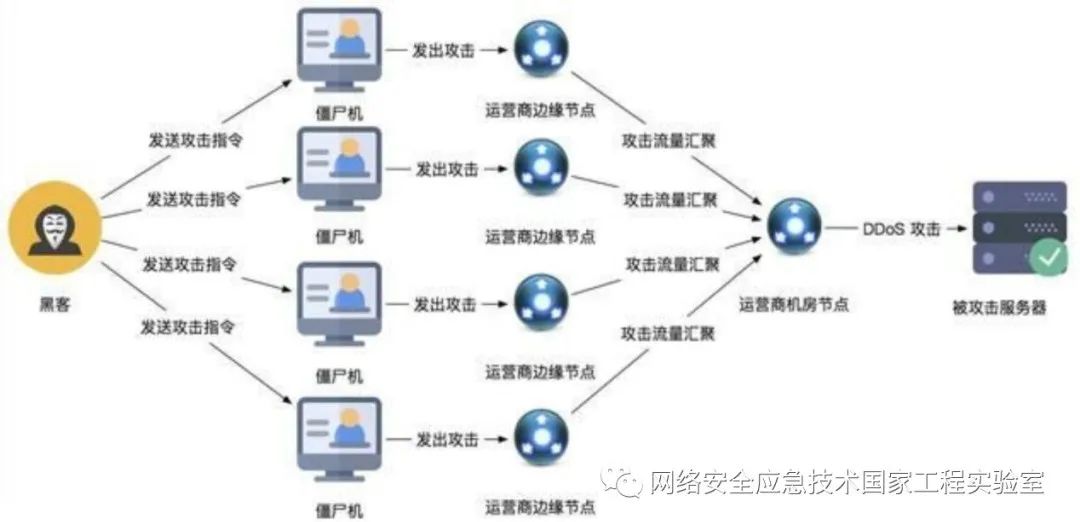 发出攻击
僵尸机
运营商边缘节点
发送攻击指令
攻击流量汇聚
发出攻击
发送攻击指令
攻击流量汇聚
DDoS 攻击
僵尸机
运营商边缘节点
发送攻击指令
攻击流量汇聚
黑客
发出攻击
运营商机房节点
被攻击服务器
发送攻击指令
攻击流量汇聚
僵尸机
运营商边缘节点
发出攻击
网络安全应急技术国家工程实验室
僵尸机
运营商边缘节点